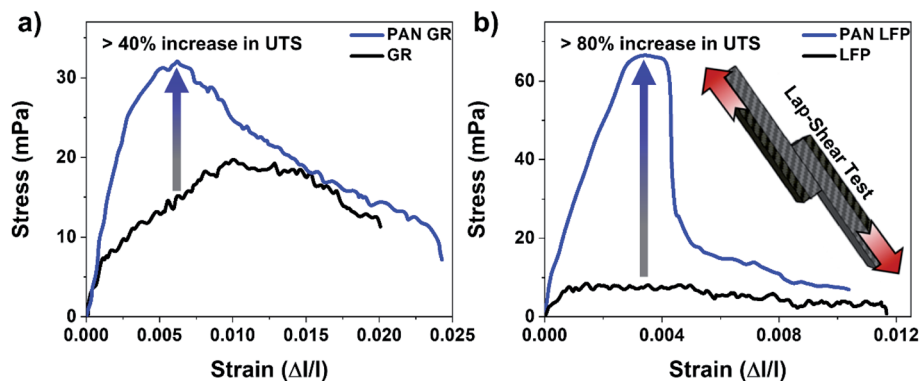 a)
> 40% increase in UTS
PAN GR
GR
Stress (mPa)
30
20
10
0
0.000 0.005 0.010 0.015 0.020 0.025
Strain (Δl/l)
b)
> 80% increase in UTS
PAN LFP
LFP
Lap-Shear Test
Stress (mPa)
60
40
20
0
0.000 0.004 0.008 0.012
Strain (Δl/l)